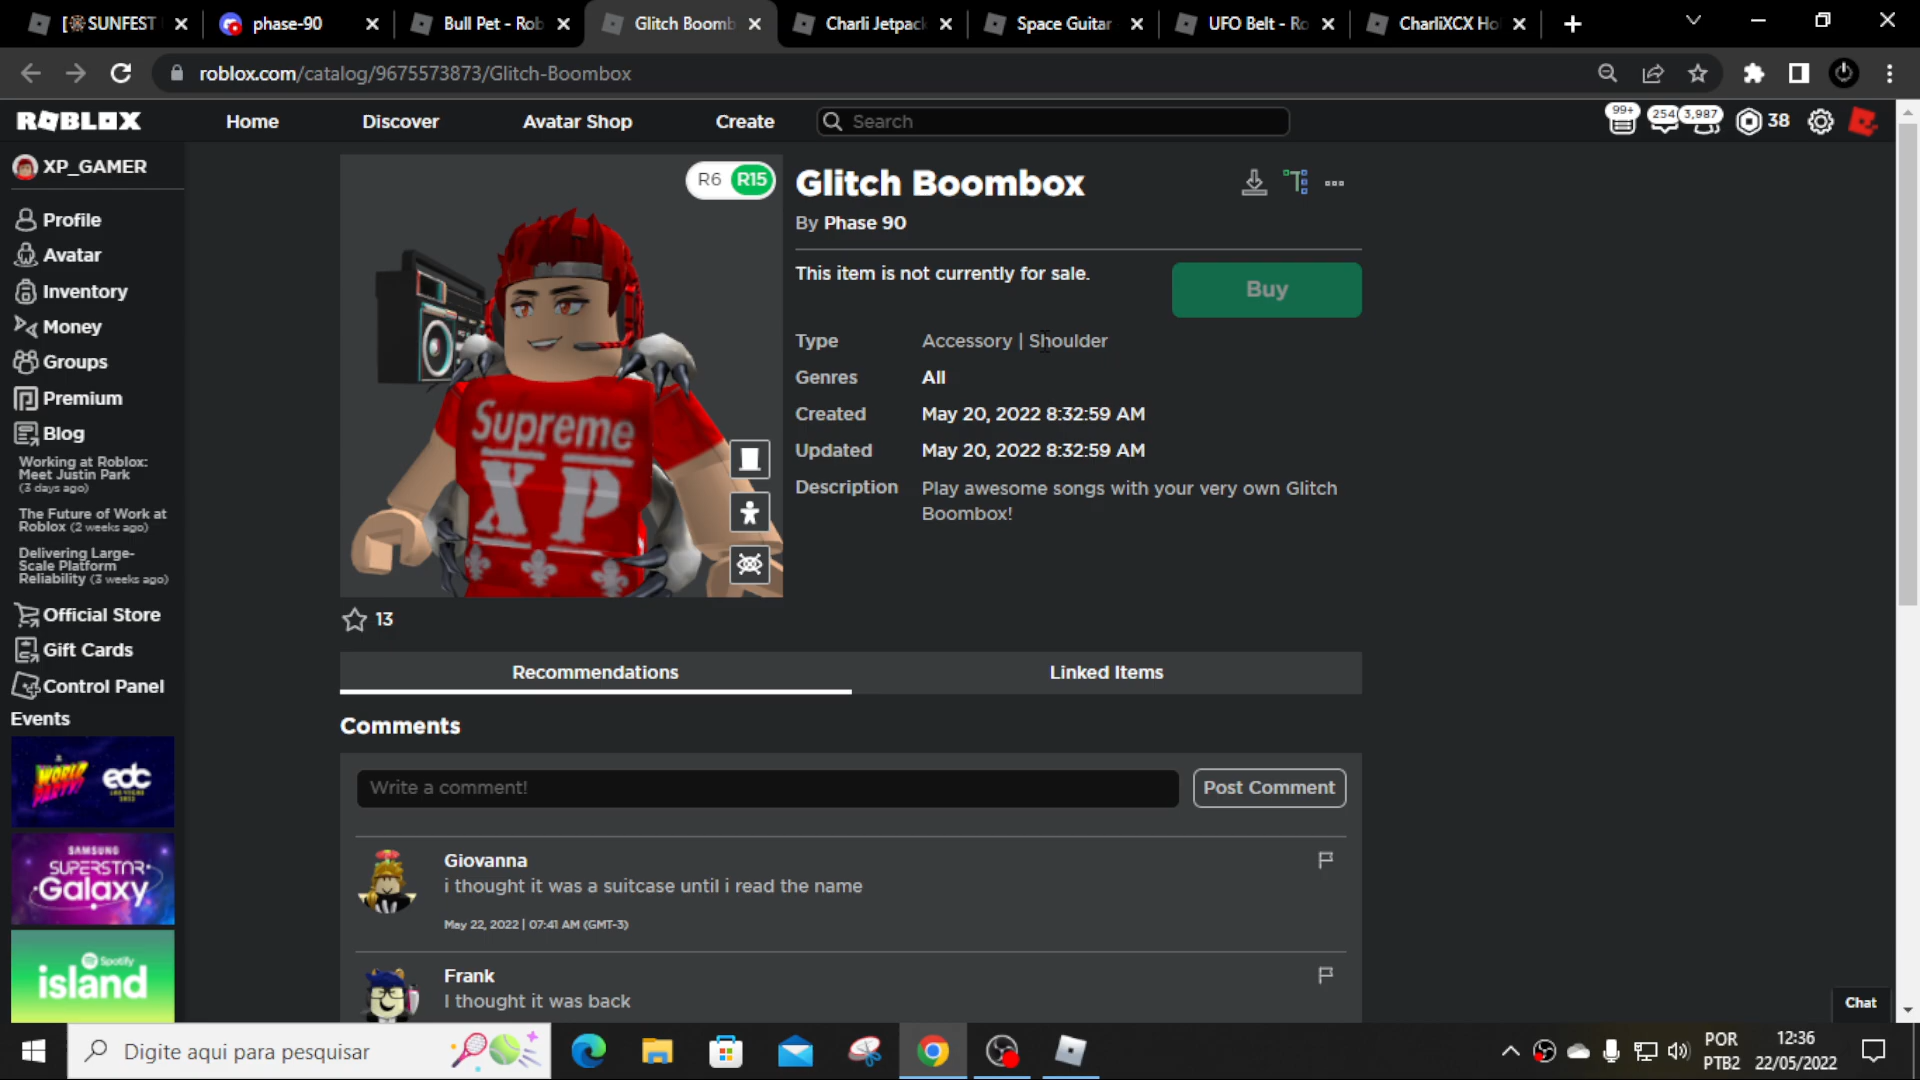 [☀SUNFEST
phase-90
Bull Pet - Rob
Glitch Boomb
Charli Jetpack
Space Guitar
UFO Belt - Ro
CharliXCX Hol
roblox.com/catalog/9675573873/Glitch-Boombox
ROBLOX
Home
Discover
Avatar Shop
Create
Search
99+
254
3,987
38
XP_GAMER
Profile
Avatar
Inventory
Money
Groups
Premium
Blog
Working at Roblox:
Meet Justin Park
(3 days ago)
The Future of Work at
Roblox (2 weeks ago)
Delivering Large-
Scale Platform
Reliability (3 weeks ago)
Official Store
Gift Cards
Control Panel
Events
WORLD
PARTY!
edc
LAS VEGAS
2022
SAMSUNG
SUPERSTAR
Galaxy
Spotify
island
R6 R15
Supreme
XP
13
Glitch Boombox
By Phase 90
This item is not currently for sale.
Buy
Type Accessory | Shoulder
Genres All
Created May 20, 2022 8:32:59 AM
Updated May 20, 2022 8:32:59 AM
Description Play awesome songs with your very own Glitch
Boombox!
Recommendations
Linked Items
Comments
Write a comment!
Post Comment
Giovanna
i thought it was a suitcase until i read the name
May 22, 2022 | 07:41 AM (GMT-3)
Frank
I thought it was back
Chat
Digite aqui para pesquisar
POR
PTB2
12:36
22/05/2022